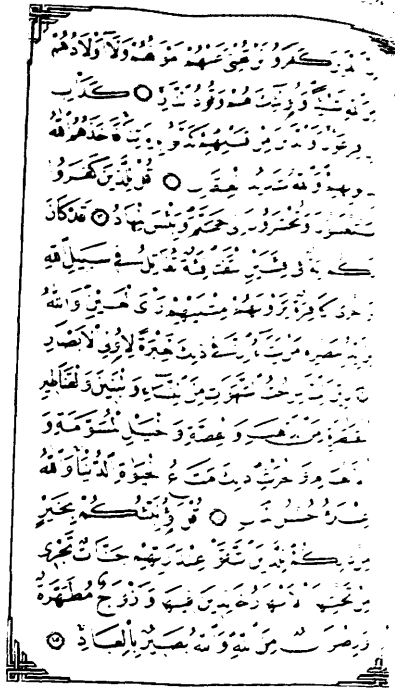 الذين كفروا لن تغني عنهم أموالهم ولا أولادهم
من الله شيئا وأولئك هم وقود النار ○ كدأب
فرعون والذين من قبلهم كذبوا بآياتنا فأخذهم الله
بذنوبهم والله شديد العقاب ○ قل للذين كفروا
ستغلبون وتحشرون إلى جهنم وبئس المهاد ○ قد كان
لكم آية في فئتين التقتا فئة تقاتل في سبيل الله
وأخرى كافرة يرونهم مثليهم رأي العين والله
يؤيد بنصره من يشاء إن في ذلك لعبرة لأولي الأبصار
زين للناس حب الشهوات من النساء والبنين والقناطير
المقنطرة من الذهب والفضة والخيل المسومة و
الأنعام والحرث ذلك متاع الحيوة الدنيا والله
عنده حسن المآب ○ قل أؤنبئكم بخير
من ذلكم للذين اتقوا عند ربهم جنات تجري
من تحتها الأنهار خالدين فيها وأزواج مطهرة
ورضوان من الله والله بصير بالعباد ١٥